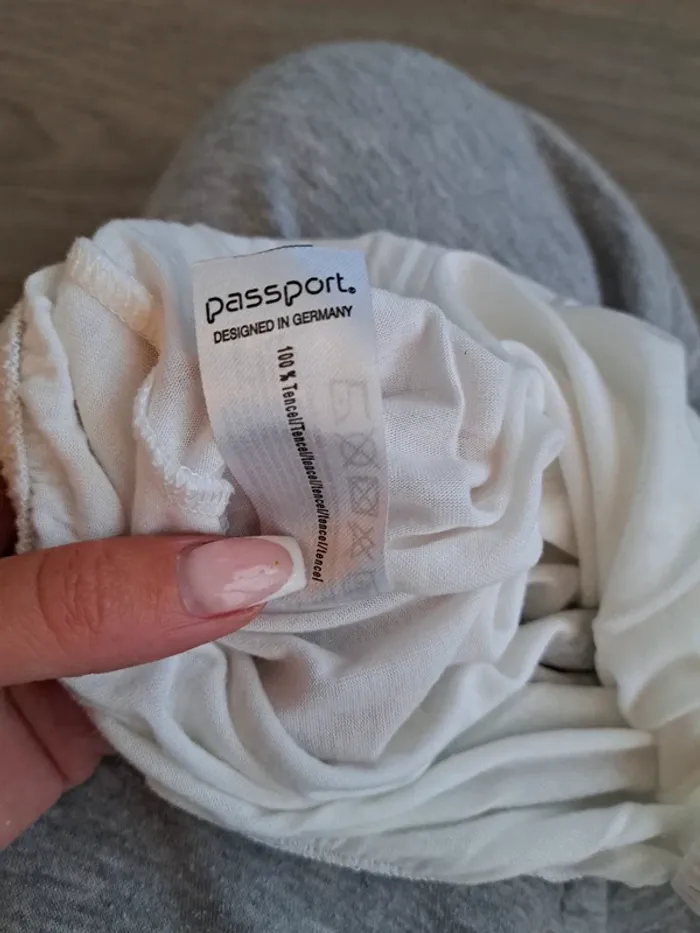 passport.
DESIGNED IN GERMANY
100 % Tencel/Tencel/tencel/tencel/tencel/tencel